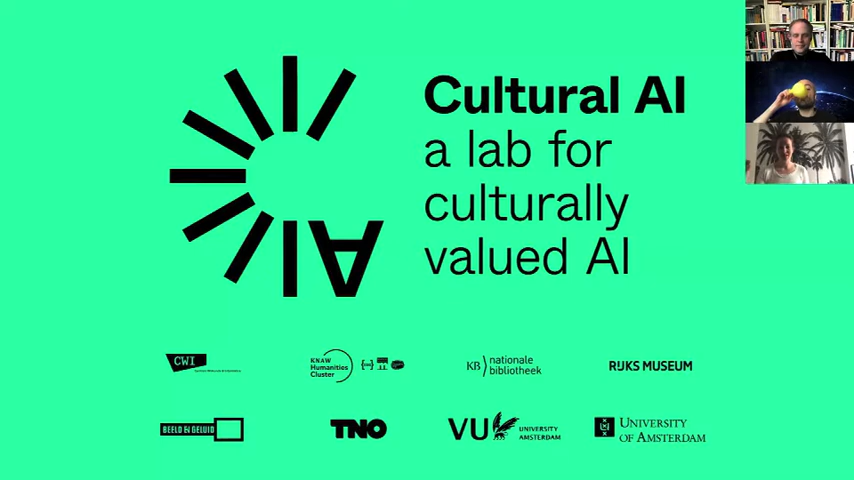 Cultural AI
a lab for
culturally
valued AI
AI
CWI
KNAW
Humanities
Cluster
KB nationale
bibliotheek
RIJKS MUSEUM
BEELD EN GELUID
TNO
VU UNIVERSITY
AMSTERDAM
UNIVERSITY
OF AMSTERDAM